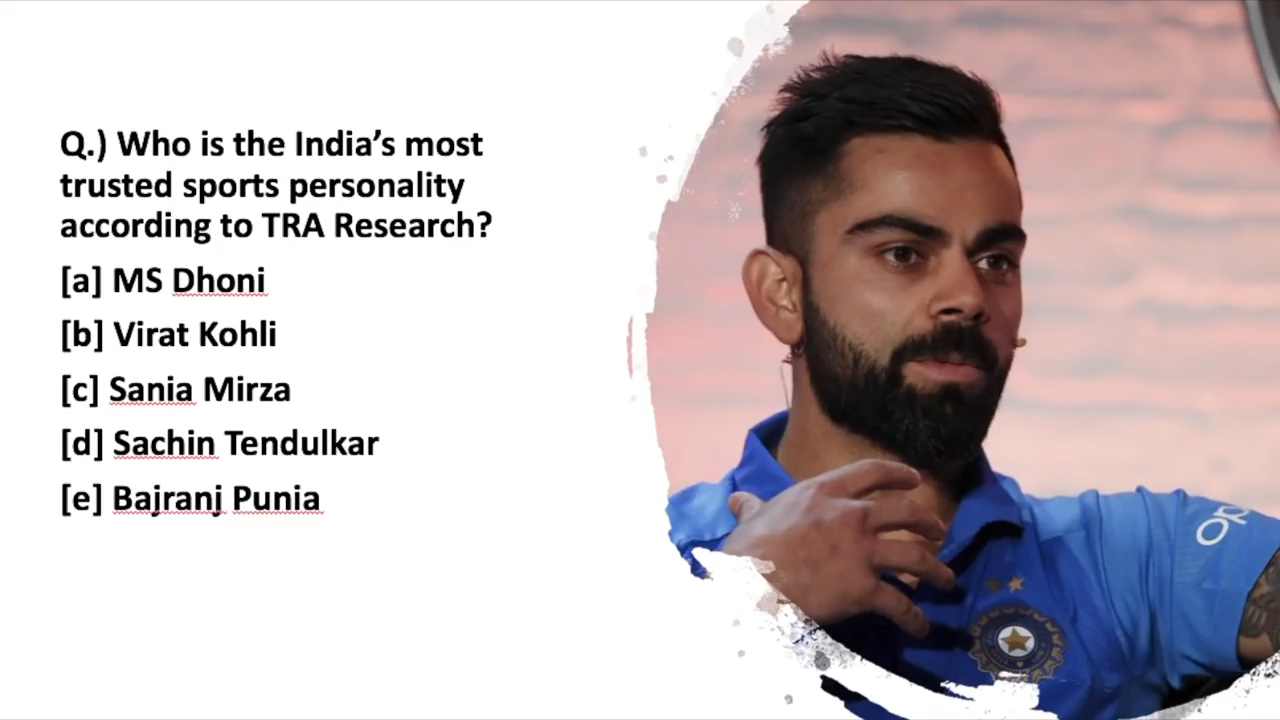 Q.) Who is the India’s most
trusted sports personality
according to TRA Research?
[a] MS Dhoni
[b] Virat Kohli
[c] Sania Mirza
[d] Sachin Tendulkar
[e] Bajranj Punia